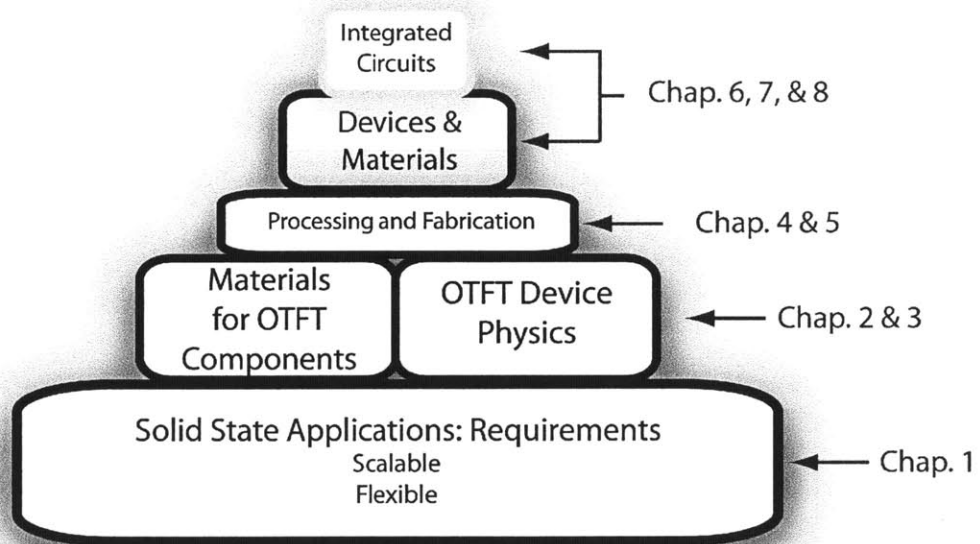 Integrated
Circuits
Chap. 6, 7, & 8
Devices &
Materials
Processing and Fabrication
Chap. 4 & 5
Materials
for OTFT
Components
OTFT Device
Physics
Chap. 2 & 3
Solid State Applications: Requirements
Scalable
Flexible
Chap. 1